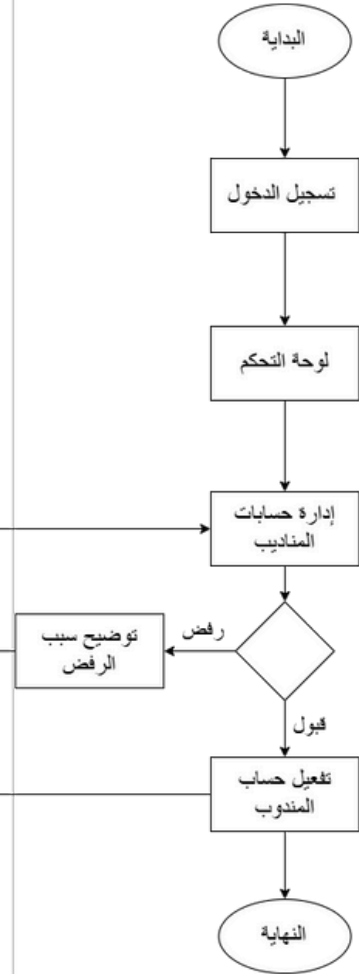 البداية
تسجيل الدخول
لوحة التحكم
إدارة حسابات
المناديب
رفض
توضيح سبب
الرفض
قبول
تفعيل حساب
المندوب
النهاية